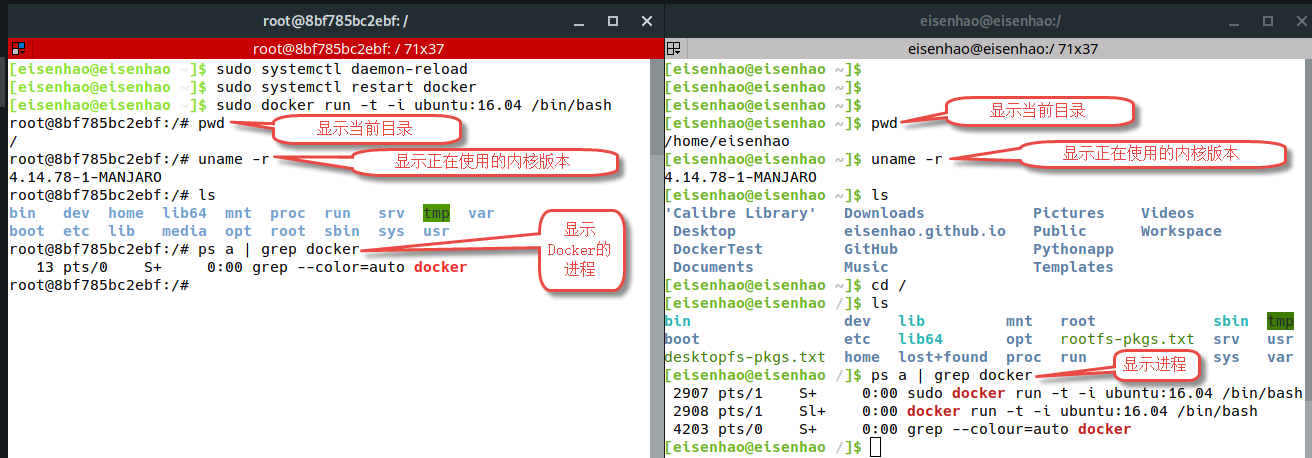 root@8bf785bc2ebf: /
root@8bf785bc2ebf: / 71x37
[eisenhao@eisenhao ~]$ sudo systemctl daemon-reload
[eisenhao@eisenhao ~]$ sudo systemctl restart docker
[eisenhao@eisenhao ~]$ sudo docker run -t -i ubuntu:16.04 /bin/bash
root@8bf785bc2ebf:/# pwd
显示当前目录
/
root@8bf785bc2ebf:/# uname -r
显示正在使用的内核版本
4.14.78-1-MANJARO
root@8bf785bc2ebf:/# ls
bin dev home lib64 mnt proc run srv tmp var
boot etc lib media opt root sbin sys usr
root@8bf785bc2ebf:/# ps a | grep docker
显示
Docker的
进程
13 pts/0 S+ 0:00 grep --color=auto docker
root@8bf785bc2ebf:/#
eisenhao@eisenhao:/
eisenhao@eisenhao:/ 71x37
[eisenhao@eisenhao ~]$
[eisenhao@eisenhao ~]$
[eisenhao@eisenhao ~]$
[eisenhao@eisenhao ~]$ pwd
显示当前目录
/home/eisenhao
[eisenhao@eisenhao ~]$ uname -r
显示正在使用的内核版本
4.14.78-1-MANJARO
[eisenhao@eisenhao ~]$ ls
'Calibre Library' Downloads Pictures Videos
Desktop eisenhao.github.io Public Workspace
DockerTest GitHub Pythonapp
Documents Music Templates
[eisenhao@eisenhao ~]$ cd /
[eisenhao@eisenhao /]$ ls
bin dev lib mnt root sbin tmp
boot etc lib64 opt rootfs-pkgs.txt srv usr
desktopfs-pkgs.txt home lost+found proc run sys var
[eisenhao@eisenhao /]$ ps a | grep docker
显示进程
2907 pts/1 S+ 0:00 sudo docker run -t -i ubuntu:16.04 /bin/bash
2908 pts/1 Sl+ 0:00 docker run -t -i ubuntu:16.04 /bin/bash
4203 pts/0 S+ 0:00 grep --colour=auto docker
[eisenhao@eisenhao /]$